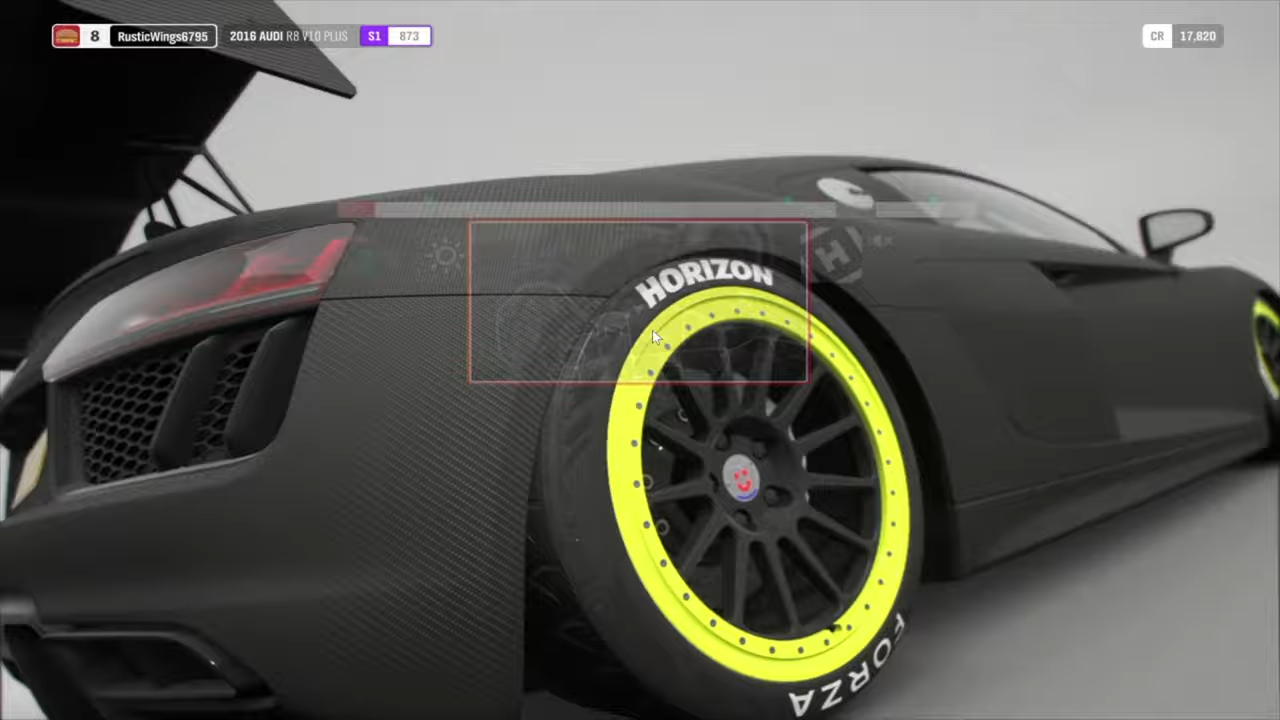 8 RusticWings6795 2016 AUDI R8 V10 PLUS S1 873
CR 17,820
H
HORIZON
FORZA